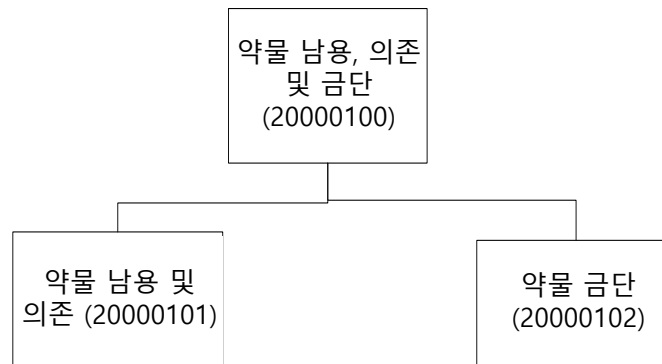 약물 남용, 의존
및 금단
(20000100)
약물 남용 및
의존 (20000101)
약물 금단
(20000102)